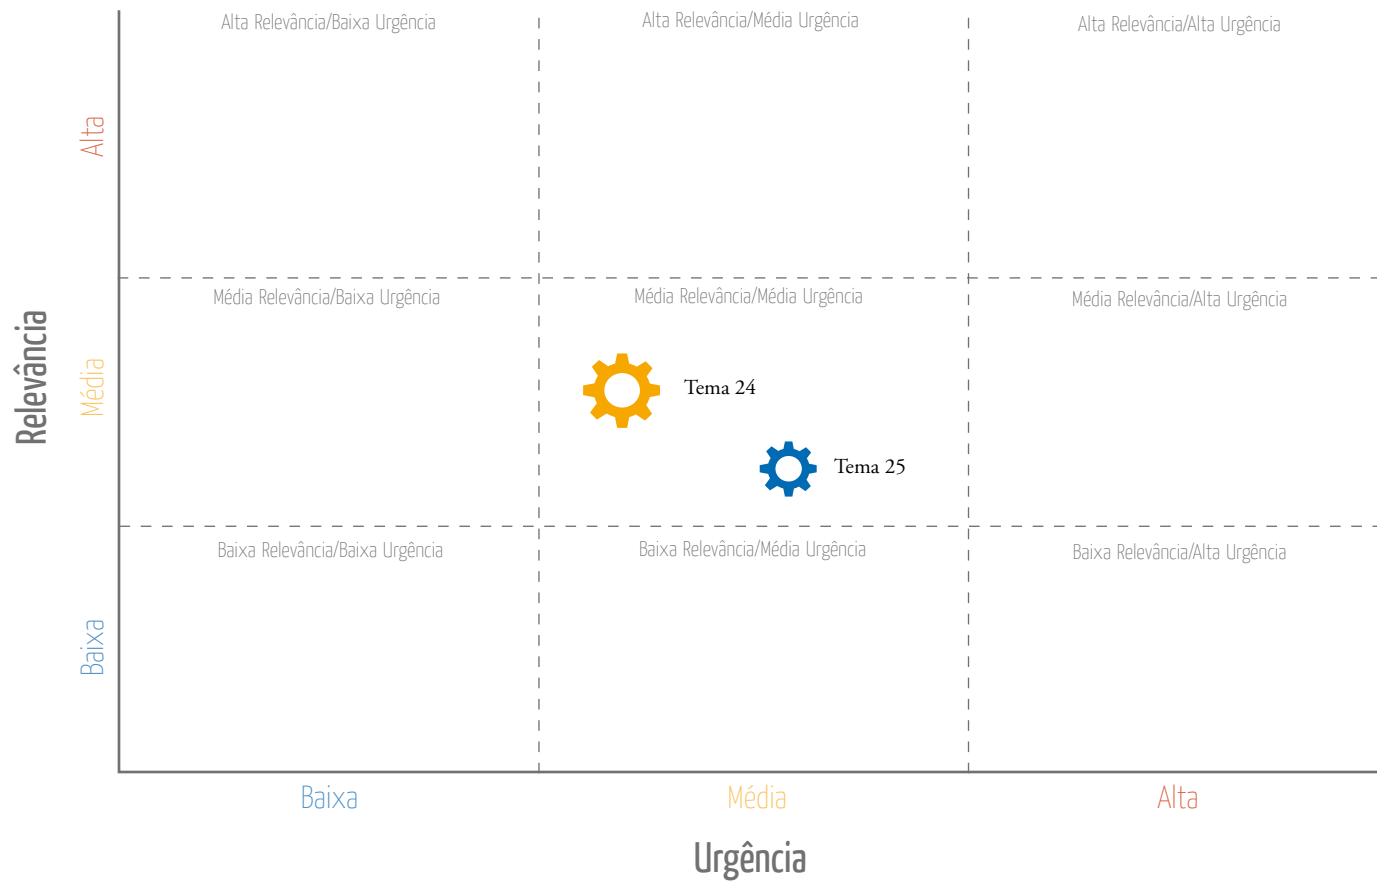 Alta Relevância/Baixa Urgência
Alta Relevância/Média Urgência
Alta Relevância/Alta Urgência
Alta
Média Relevância/Baixa Urgência
Média Relevância/Média Urgência
Média Relevância/Alta Urgência
Relevância
Média
Tema 24
Tema 25
Baixa Relevância/Baixa Urgência
Baixa Relevância/Média Urgência
Baixa Relevância/Alta Urgência
Baixa
Baixa
Média
Alta
Urgência